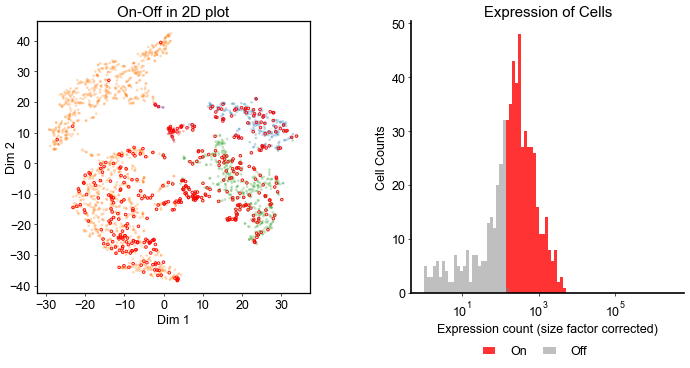 On-Off in 2D plot
40
30
20
10
0
−10
−20
−30
−40
Dim 2
−30 −20 −10 0 10 20 30
Dim 1
Expression of Cells
50
40
30
20
10
0
Cell Counts
10^1 10^3 10^5
Expression count (size factor corrected)
On Off